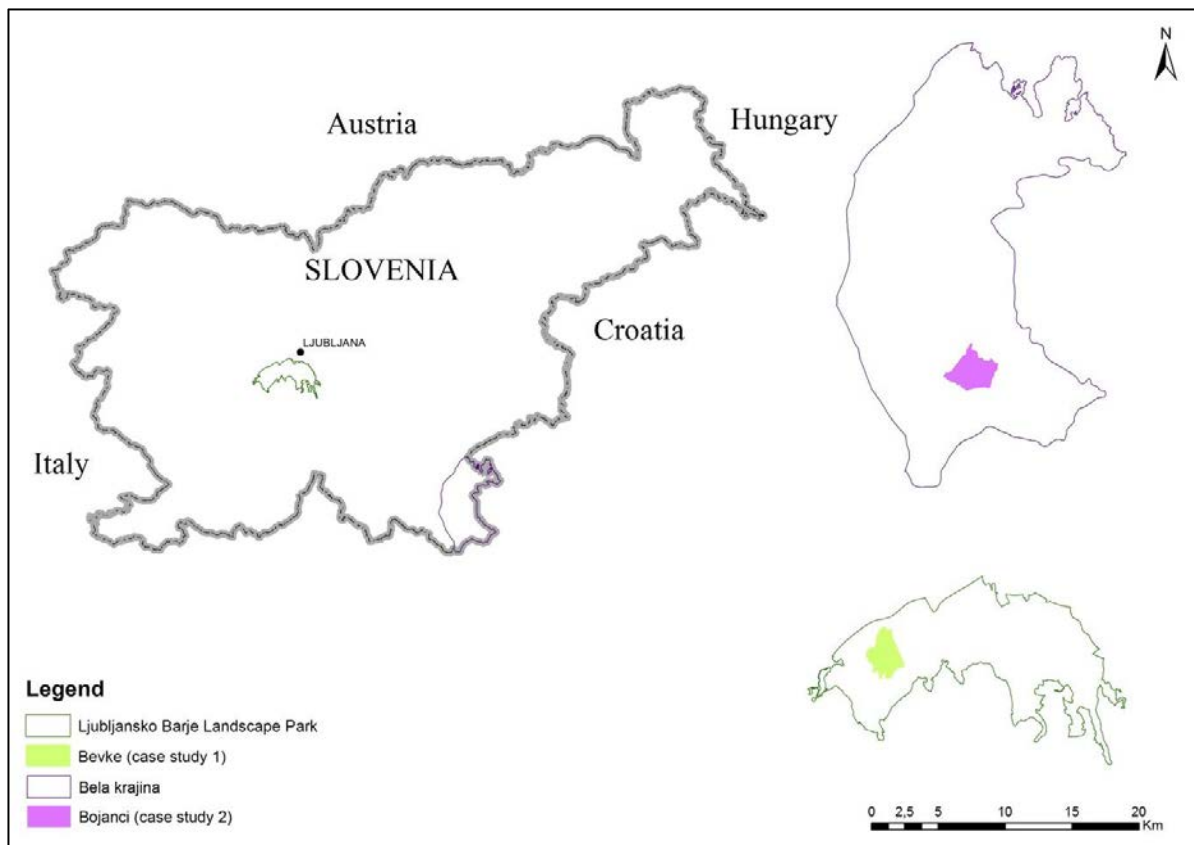 N
Austria
Hungary
SLOVENIA
LJUBLJANA
Croatia
Italy
Legend
Ljubljansko Barje Landscape Park
Bevke (case study 1)
Bela krajina
Bojanci (case study 2)
0 2,5 5 10 15 20
Km